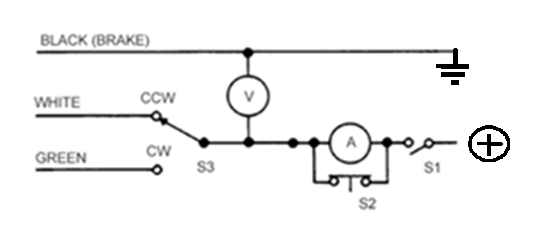 BLACK (BRAKE)
V
WHITE
CCW
A
CW
GREEN
S3
S1
S2